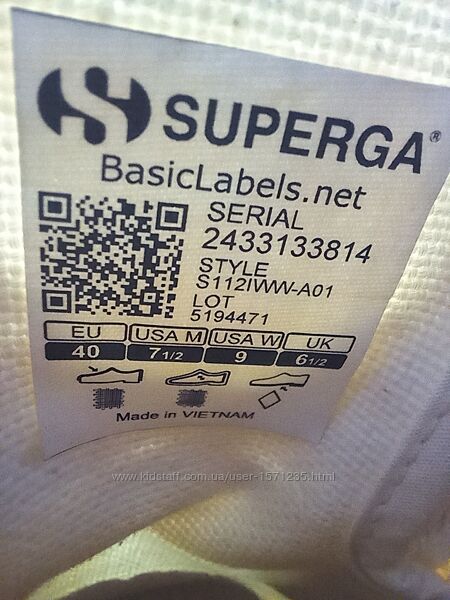 SUPERGA®
BasicLabels.net
SERIAL
2433133814
STYLE
S112IWW-A01
LOT
5194471
EU USA M USA W UK
40 7 1/2 9 6 1/2
Made in VIETNAM
www.kidstaff.com.ua/user-1571235.html